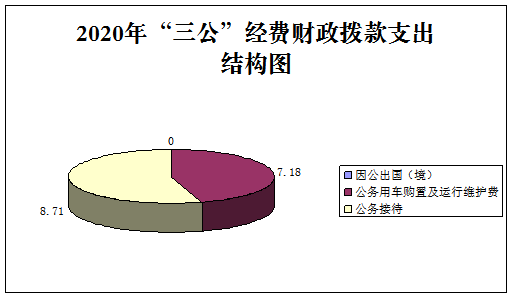 2020年“三公”经费财政拨款支出
结构图
0
7.18
8.71
因公出国（境）
公务用车购置及运行维护费
公务接待